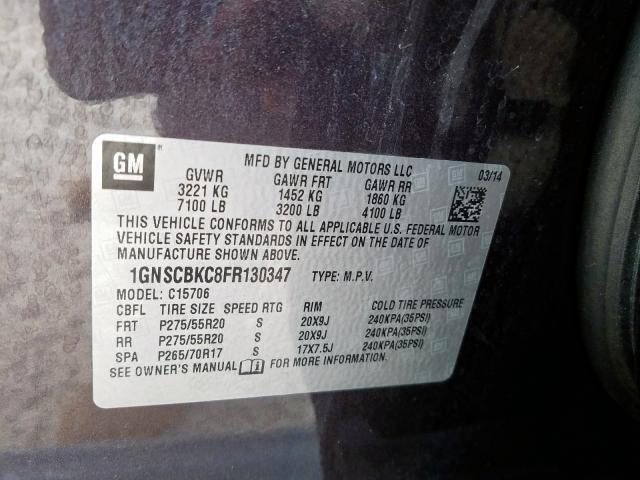 GM
MFD BY GENERAL MOTORS LLC 03/14
GVWR GAWR FRT GAWR RR
3221 KG 1452 KG 1860 KG
7100 LB 3200 LB 4100 LB
THIS VEHICLE CONFORMS TO ALL APPLICABLE U.S. FEDERAL MOTOR
VEHICLE SAFETY STANDARDS IN EFFECT ON THE DATE OF
MANUFACTURE SHOWN ABOVE.
1GNSCBKC8FR130347 TYPE: M.P.V.
MODEL: C15706
CBFL TIRE SIZE SPEED RTG RIM COLD TIRE PRESSURE
FRT P275/55R20 S 20X9J 240KPA(35PSI)
RR P275/55R20 S 20X9J 240KPA(35PSI)
SPA P265/70R17 S 17X7.5J 240KPA(35PSI)
SEE OWNER'S MANUAL FOR MORE INFORMATION.